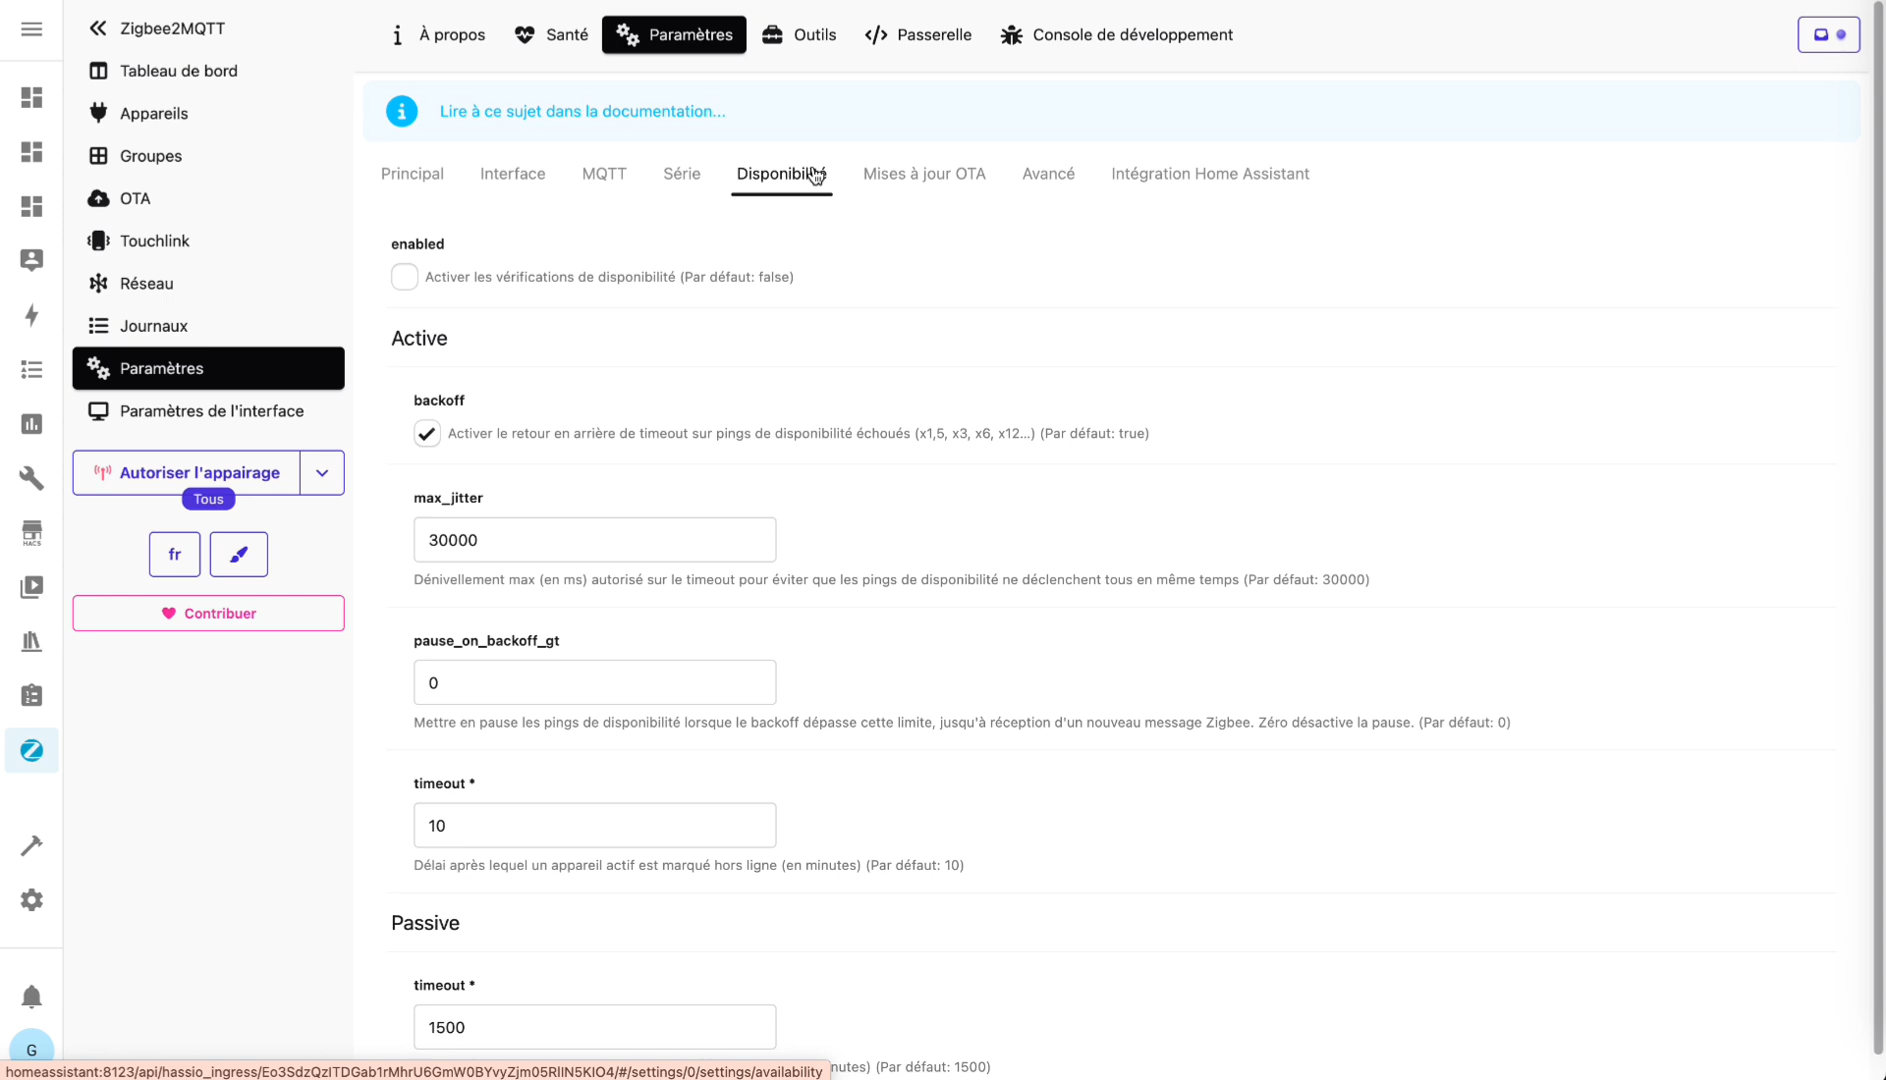 Zigbee2MQTT
Tableau de bord
Appareils
Groupes
OTA
Touchlink
Réseau
Journaux
Paramètres
Paramètres de l'interface
Autoriser l'appairage
Tous
fr
Contribuer
HACS
G
À propos
Santé
Paramètres
Outils
Passerelle
Console de développement
Lire à ce sujet dans la documentation...
Principal
Interface
MQTT
Série
Disponibilité
Mises à jour OTA
Avancé
Intégration Home Assistant
enabled
Activer les vérifications de disponibilité (Par défaut: false)
Active
backoff
Activer le retour en arrière de timeout sur pings de disponibilité échoués (x1,5, x3, x6, x12...) (Par défaut: true)
max_jitter
30000
Dénivellement max (en ms) autorisé sur le timeout pour éviter que les pings de disponibilité ne déclenchent tous en même temps (Par défaut: 30000)
pause_on_backoff_gt
0
Mettre en pause les pings de disponibilité lorsque le backoff dépasse cette limite, jusqu'à réception d'un nouveau message Zigbee. Zéro désactive la pause. (Par défaut: 0)
timeout *
10
Délai après lequel un appareil actif est marqué hors ligne (en minutes) (Par défaut: 10)
Passive
timeout *
1500
nutes) (Par défaut: 1500)
homeassistant:8123/api/hassio_ingress/Eo3SdzQzITDGab1rMhrU6GmW0BYvyZjm05RIIN5KIO4/#/settings/0/settings/availability